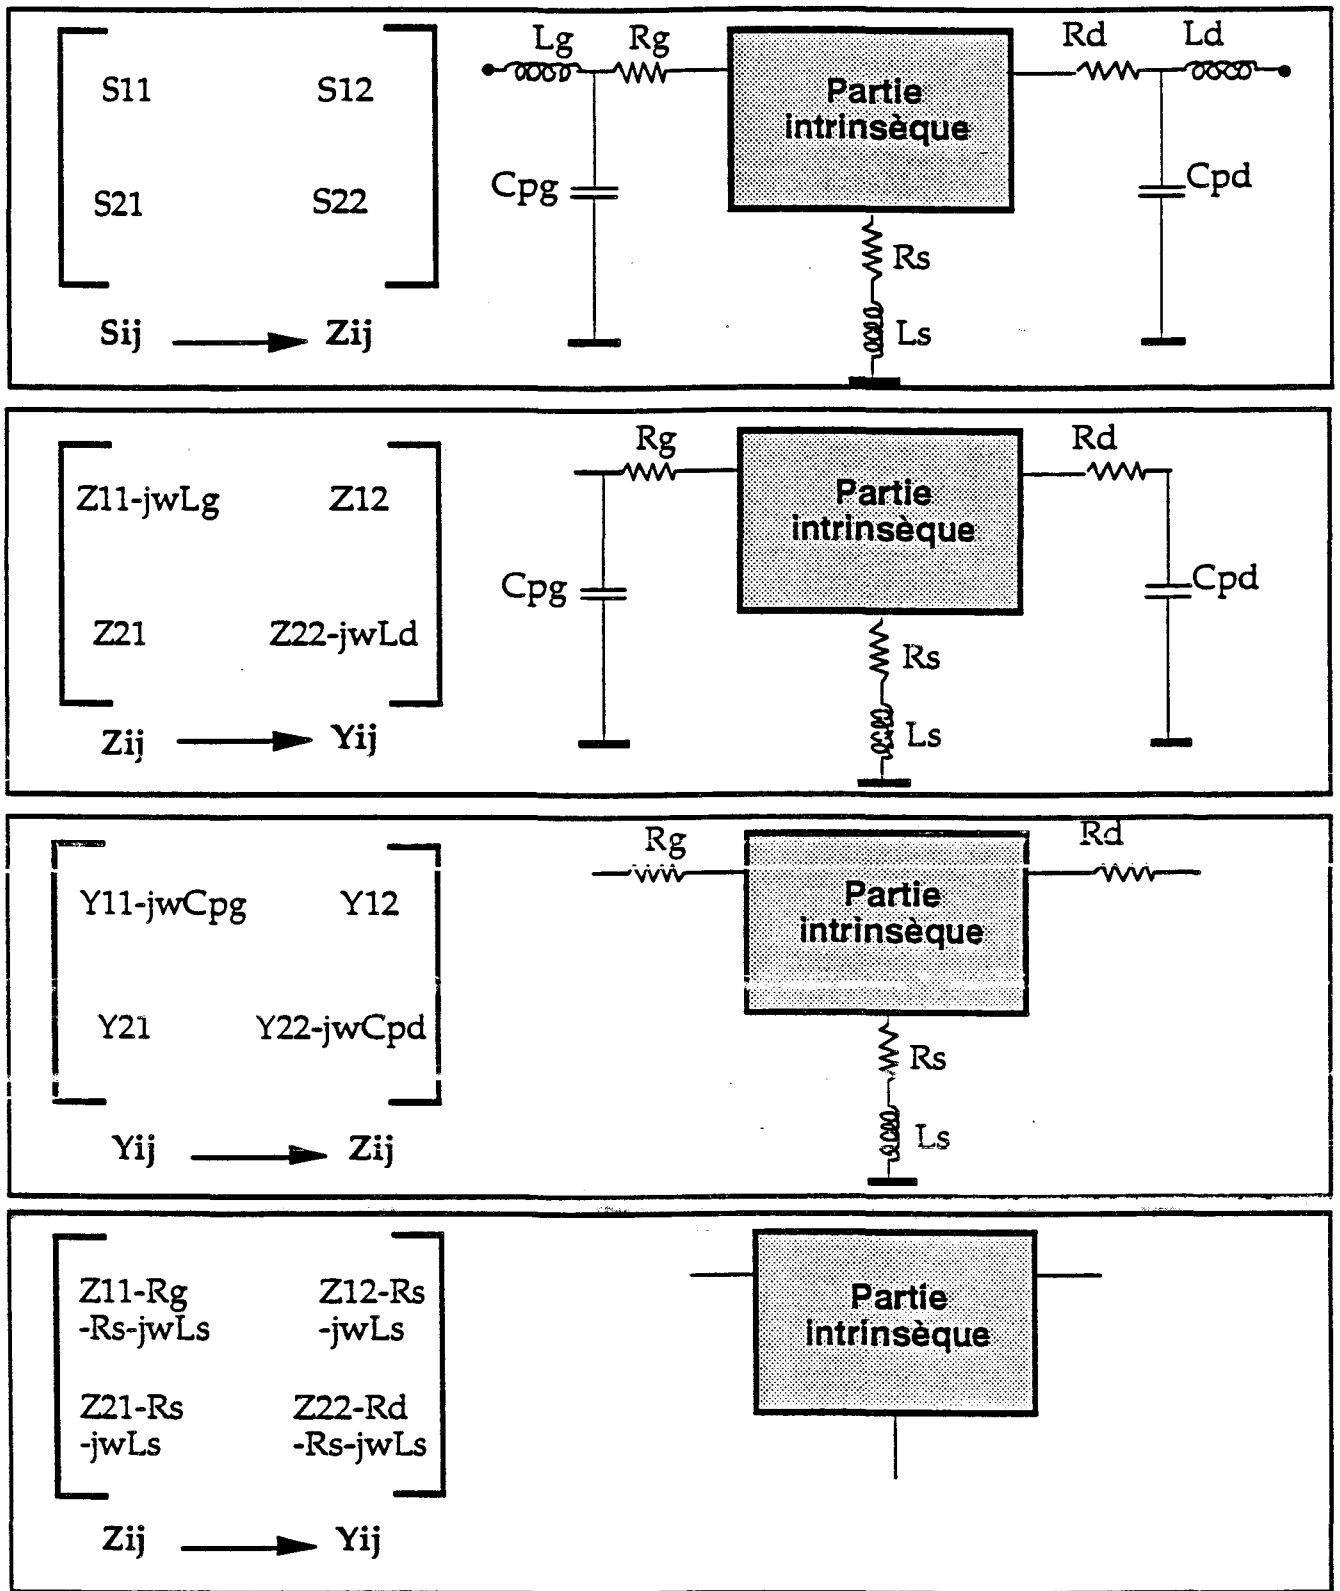 Lg Rg Rd Ld
S11 S12
Partie
intrinsèque
Cpg Cpd
S21 S22
Rs
Sij Zij
Ls
Rg Rd
Z11-jwLg Z12
Partie
intrinsèque
Cpg Cpd
Z21 Z22-jwLd
Rs
Zij Yij
Ls
Rg Rd
Y11-jwCpg Y12
Partie
intrinsèque
Y21 Y22-jwCpd
Rs
Yij Zij
Ls
Z11-Rg Z12-Rs
-Rs-jwLs -jwLs
Partie
intrinsèque
Z21-Rs Z22-Rd
-jwLs -Rs-jwLs
Zij Yij